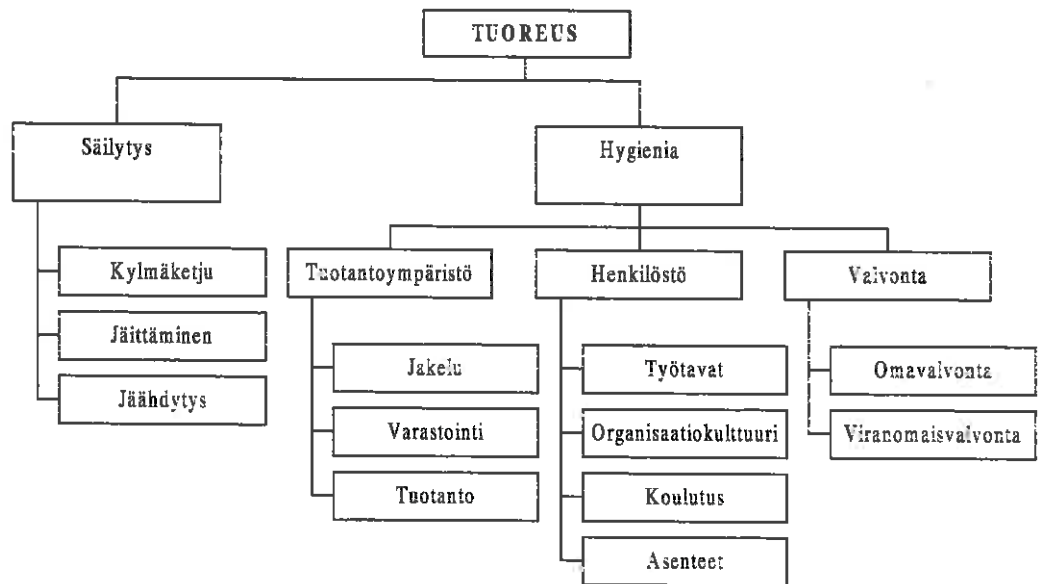 TUOREUS
Säilytys
Hygienia
Kylmäketju
Tuotantoympäristö
Henkilöstö
Valvonta
Jäittäminen
Jakelu
Työtavat
Omavalvonta
Jäähdytys
Varastointi
Organisaatiokulttuuri
Viranomaisvalvonta
Tuotanto
Koulutus
Asenteet